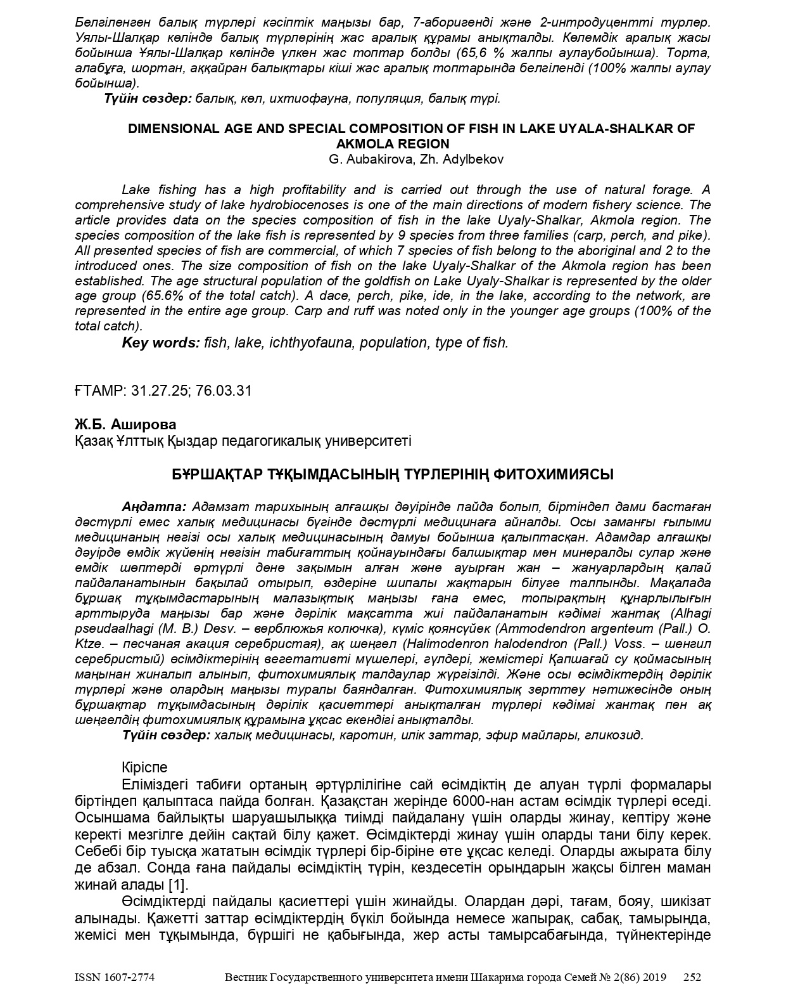 Белгіленген балық түрлері кәсіптік маңызы бар, 7-аборигенді және 2-интродуцентті турлер.
Уялы-Шалқар көлінде балық түрлерінің жас аралық құрамы анықталды. Көлемдік аралық жасы
бойынша Ұялы-Шалқар көлінде үлкен жас топтар болды (65,6 % жалпы аулаубойынша). Торта,
алабұға, шортан, аққайран балықтары кіші жас аралық топтарында белгіленді (100% жалпы аулау
бойынша).
Түйін сөздер: балық, көл, ихтиофауна, популяция, балық түрі.
DIMENSIONAL AGE AND SPECIAL COMPOSITION OF FISH IN LAKE UYALA-SHALKAR OF
AKMOLA REGION
G. Aubakirova, Zh. Adylbekov
Lake fishing has a high profitability and is carried out through the use of natural forage. A
comprehensive study of lake hydrobiocenoses is one of the main directions of modern fishery science. The
article provides data on the species composition of fish in the lake Uyaly-Shalkar, Akmola region. The
species composition of the lake fish is represented by 9 species from three families (carp, perch, and pike).
All presented species of fish are commercial, of which 7 species of fish belong to the aboriginal and 2 to the
introduced ones. The size composition of fish on the lake Uyaly-Shalkar of the Akmola region has been
established. The age structural population of the goldfish on Lake Uyaly-Shalkar is represented by the older
age group (65.6% of the total catch). A dace, perch, pike, ide, in the lake, according to the network, are
represented in the entire age group. Carp and ruff was noted only in the younger age groups (100% of the
total catch).
Key words: fish, lake, ichthyofauna, population, type of fish.
ҒТАМР: 31.27.25; 76.03.31
Ж.Б. Аширова
Қазақ Ұлттық Қыздар педагогикалық университеті
БҰРШАҚТАР ТҰҚЫМДАСЫНЫҢ ТҮРЛЕРІНІҢ ФИТОХИМИЯСЫ
Аңдатпа: Адамзат тарихының алғашқы дәуірінде пайда болып, біртіндеп дами бастаған
дәстүрлі емес халық медицинасы бүгінде дәстүрлі медицинаға айналды. Осы заманғы ғылыми
медицинаның негізі осы халық медицинасының дамуы бойынша қалыптасқан. Адамдар алғашқы
дәуірде емдік жүйенің негізін табиғаттың қойнауындағы балшықтар мен минералды сулар және
емдік шөптерді әртүрлі дене зақымын алған және ауырған жан – жануарлардың қалай
пайдаланатынын бақылай отырып, өздеріне шипалы жақтарын білуге талпынды. Мақалада
бұршақ тұқымдастарының малазықтық маңызы ғана емес, топырақтың құнарлылығын
арттыруда маңызы бар және дәрілік мақсатта жиі пайдаланатын кәдімгі жантақ (Alhagi
pseudaalhagi (M. B.) Desv. – верблюжья колючка), күміс қоянсүйек (Ammodendron argenteum (Pall.) O.
Ktze. – песчаная акация серебристая), ақ шеңгел (Halimodenron halodendron (Pall.) Voss. – шенгил
серебристый) өсімдіктерінің вегетативті мүшелері, гүлдері, жемістері Қапшағай су қоймасының
маңынан жиналып алынып, фитохимиялық талдаулар жүргізілді. Және осы өсімдіктердің дәрілік
түрлері және олардың маңызы туралы баяндалған. Фитохимиялық зерттеу нәтижесінде оның
бұршақтар тұқымдасының дәрілік қасиеттері анықталған түрлері кәдімгі жантақ пен ақ
шеңгелдің фитохимиялық құрамына ұқсас екендігі анықталды.
Түйін сөздер: халық медицинасы, каротин, илік заттар, эфир майлары, гликозид.
Кіріспе
Еліміздегі табиғи ортаның әртүрлілігіне сай өсімдіктің де алуан түрлі формалары
біртіндеп қалыптаса пайда болған. Қазақстан жерінде 6000-нан астам өсімдік түрлері өседі.
Осыншама байлықты шаруашылыққа тиімді пайдалану үшін оларды жинау, кептіру және
керекті мезгілге дейін сақтай білу қажет. Өсімдіктерді жинау үшін оларды тани білу керек.
Себебі бір туысқа жататын өсімдік түрлері бір-біріне өте ұқсас келеді. Оларды ажырата білу
де абзал. Сонда ғана пайдалы өсімдіктің түрін, кездесетін орындарын жақсы білген маман
жинай алады [1].
Өсімдіктерді пайдалы қасиеттері үшін жинайды. Олардан дәрі, тағам, бояу, шикізат
алынады. Қажетті заттар өсімдіктердің бүкіл бойында немесе жапырақ, сабақ, тамырында,
жемісі мен тұқымында, бүршігі не қабығында, жер асты тамырсабағында, түйнектерінде
ISSN 1607-2774 Вестник Государственного университета имени Шакарима города Семей № 2(86) 2019 252